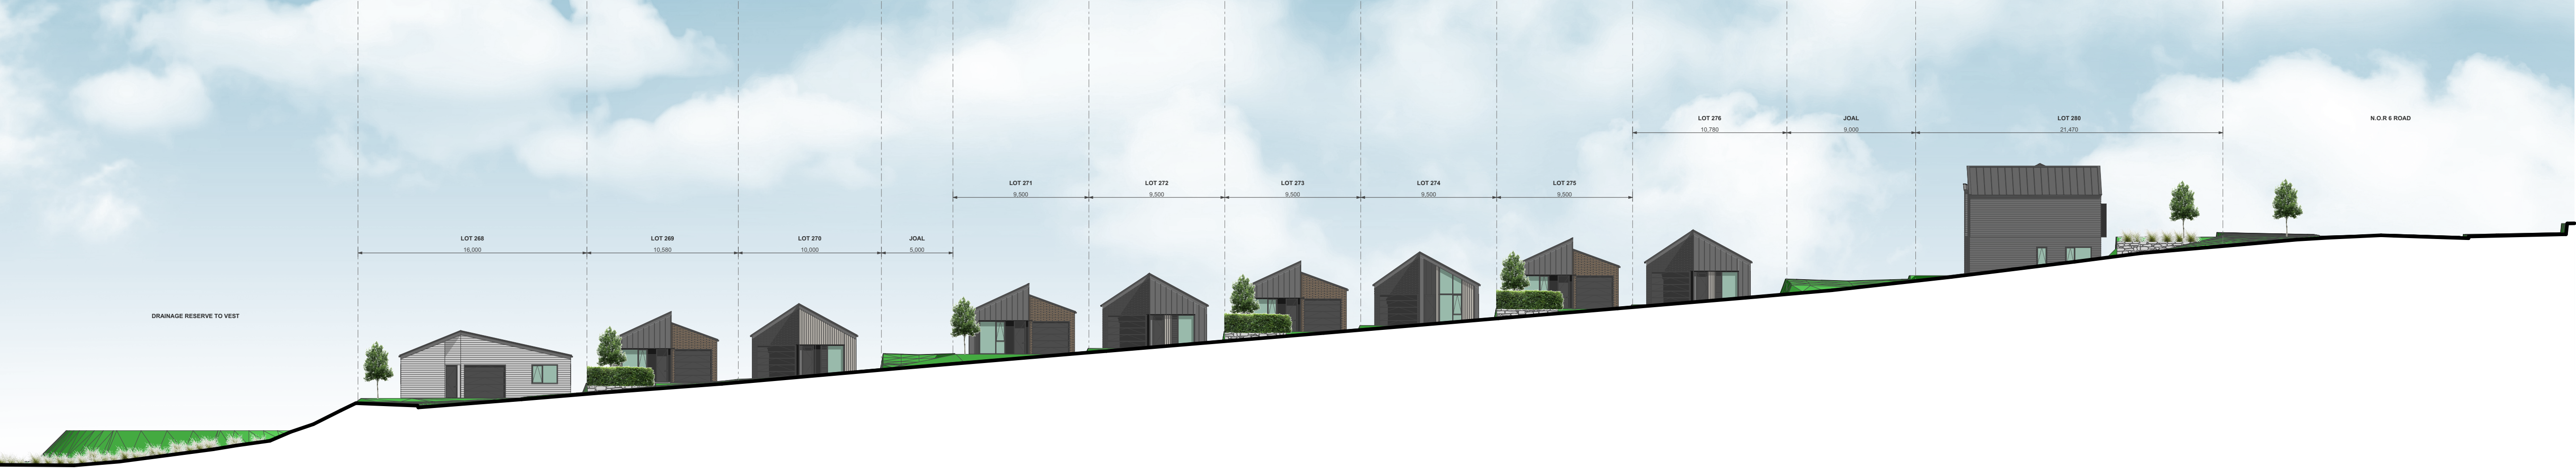 DRAINAGE RESERVE TO VEST
LOT 268
16,000
LOT 269
10,580
LOT 270
10,000
JOAL
5,000
LOT 271
9,500
LOT 272
9,500
LOT 273
9,500
LOT 274
9,500
LOT 275
9,500
LOT 276
10,780
JOAL
9,000
LOT 280
21,470
N.O.R 6 ROAD